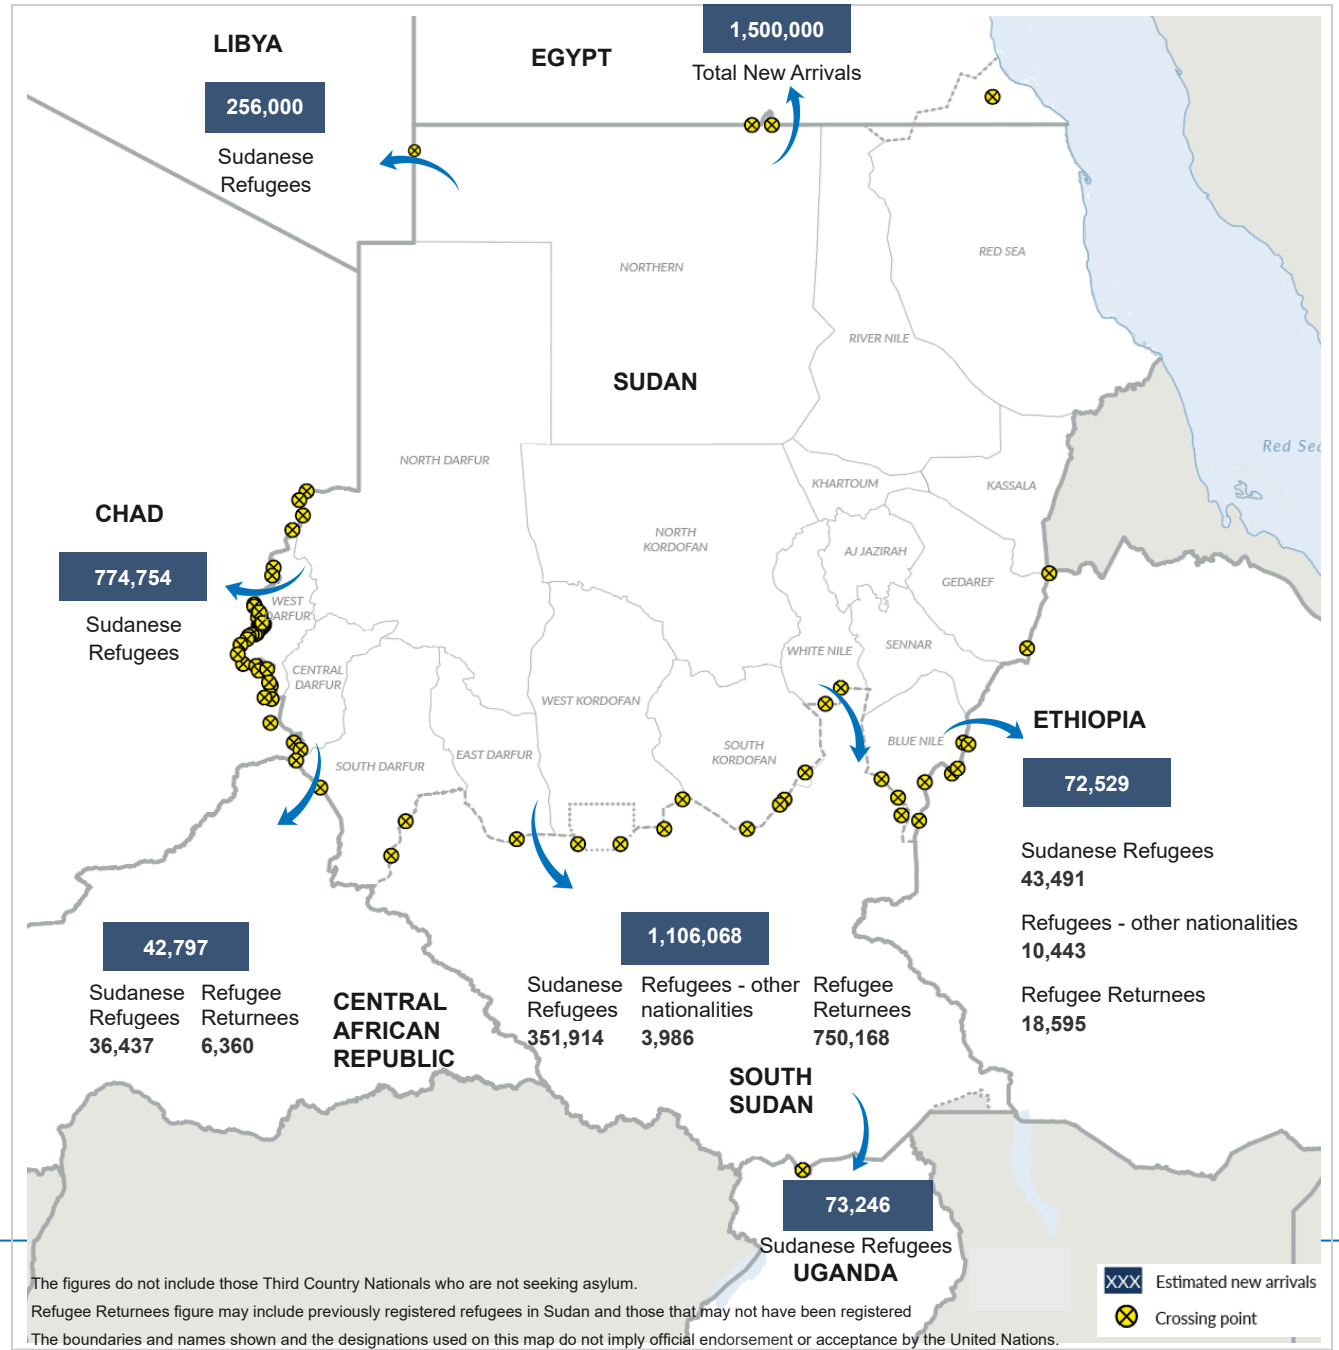 LIBYA
256,000
Sudanese
Refugees
EGYPT
1,500,000
Total New Arrivals
NORTHERN
RED SEA
RIVER NILE
SUDAN
Red Sea
NORTH DARFUR
KHARTOUM
KASSALA
CHAD
774,754
Sudanese
Refugees
NORTH
KORDOFAN
AJ JAZIRAH
GEDAREF
WEST
DARFUR
CENTRAL
DARFUR
WHITE NILE
SENNAR
WEST KORDOFAN
SOUTH DARFUR
EAST DARFUR
SOUTH
KORDOFAN
BLUE NILE
ETHIOPIA
72,529
Sudanese Refugees
43,491
Refugees - other nationalities
10,443
Refugee Returnees
18,595
42,797
Sudanese
Refugees
36,437
Refugee
Returnees
6,360
CENTRAL
AFRICAN
REPUBLIC
1,106,068
Sudanese
Refugees
351,914
Refugees - other
nationalities
3,986
Refugee
Returnees
750,168
SOUTH
SUDAN
73,246
Sudanese Refugees
UGANDA
The figures do not include those Third Country Nationals who are not seeking asylum.
Refugee Returnees figure may include previously registered refugees in Sudan and those that may not have been registered
The boundaries and names shown and the designations used on this map do not imply official endorsement or acceptance by the United Nations.
XXX Estimated new arrivals
Crossing point